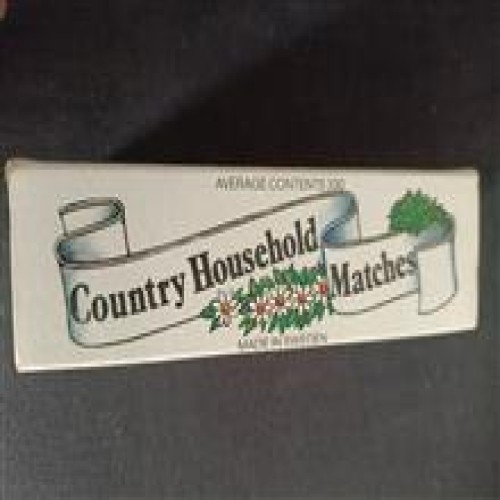 AVERAGE CONTENTS
Country Household
Matches
MADE IN SWEDEN